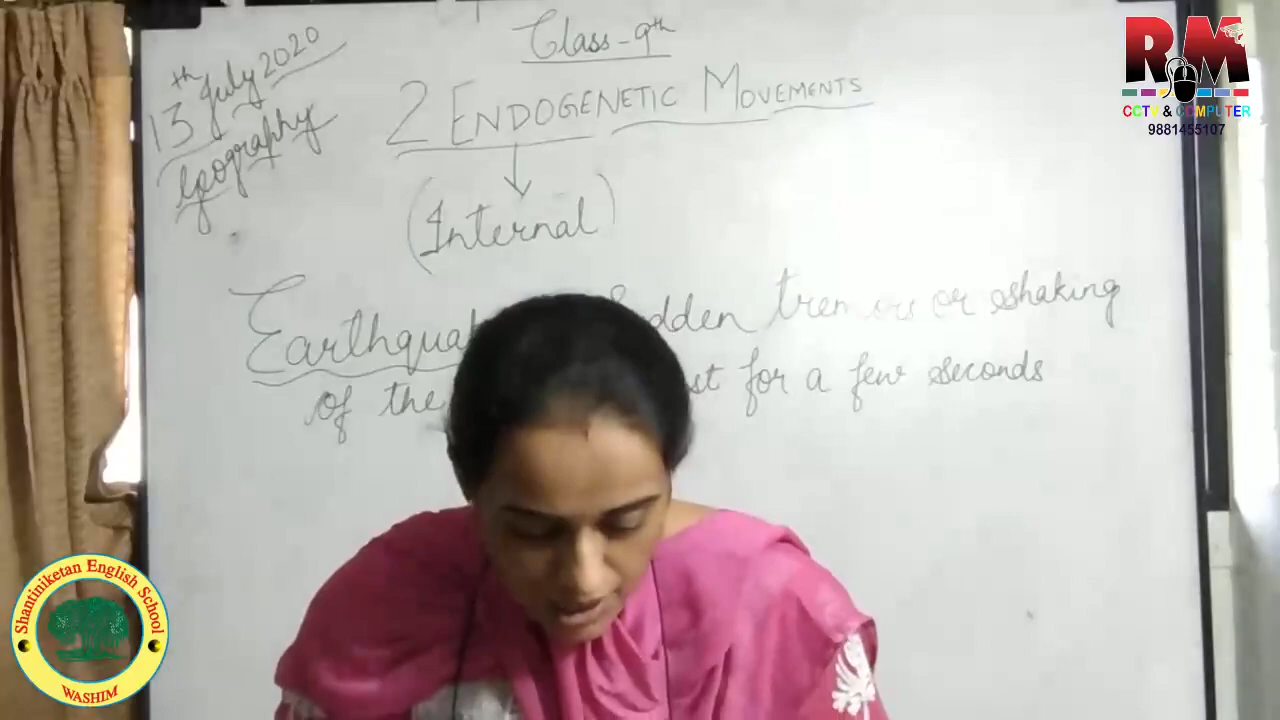 Class - 9th
13th July 2020
Geography
2 ENDOGENETIC MOVEMENTS
(Internal)
Earthqua dden tremors or shaking
of the st for a few seconds
RM
CCTV & COMPUTER
9881455107
Shantiniketan English School
WASHIM